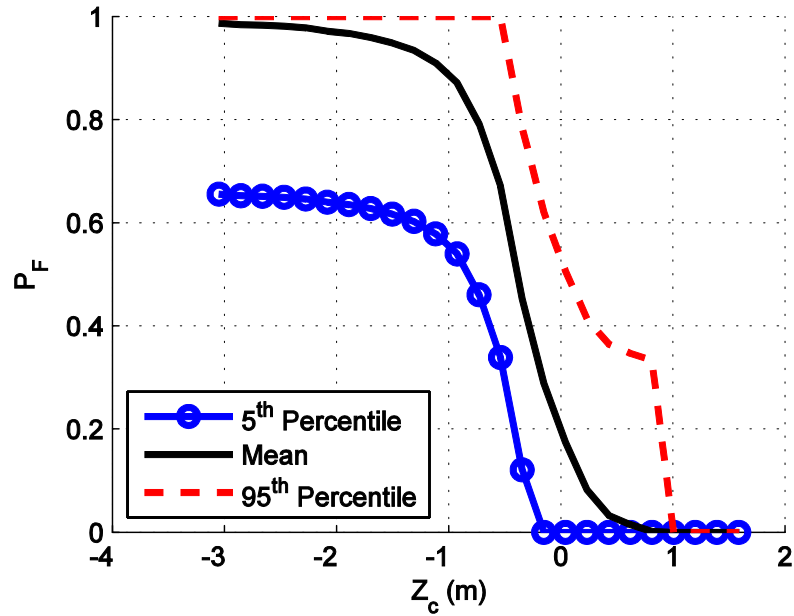 1
0.8
0.6
0.4
0.2
0
P_F
5th Percentile
Mean
95th Percentile
-4 -3 -2 -1 0 1 2
Z_c (m)